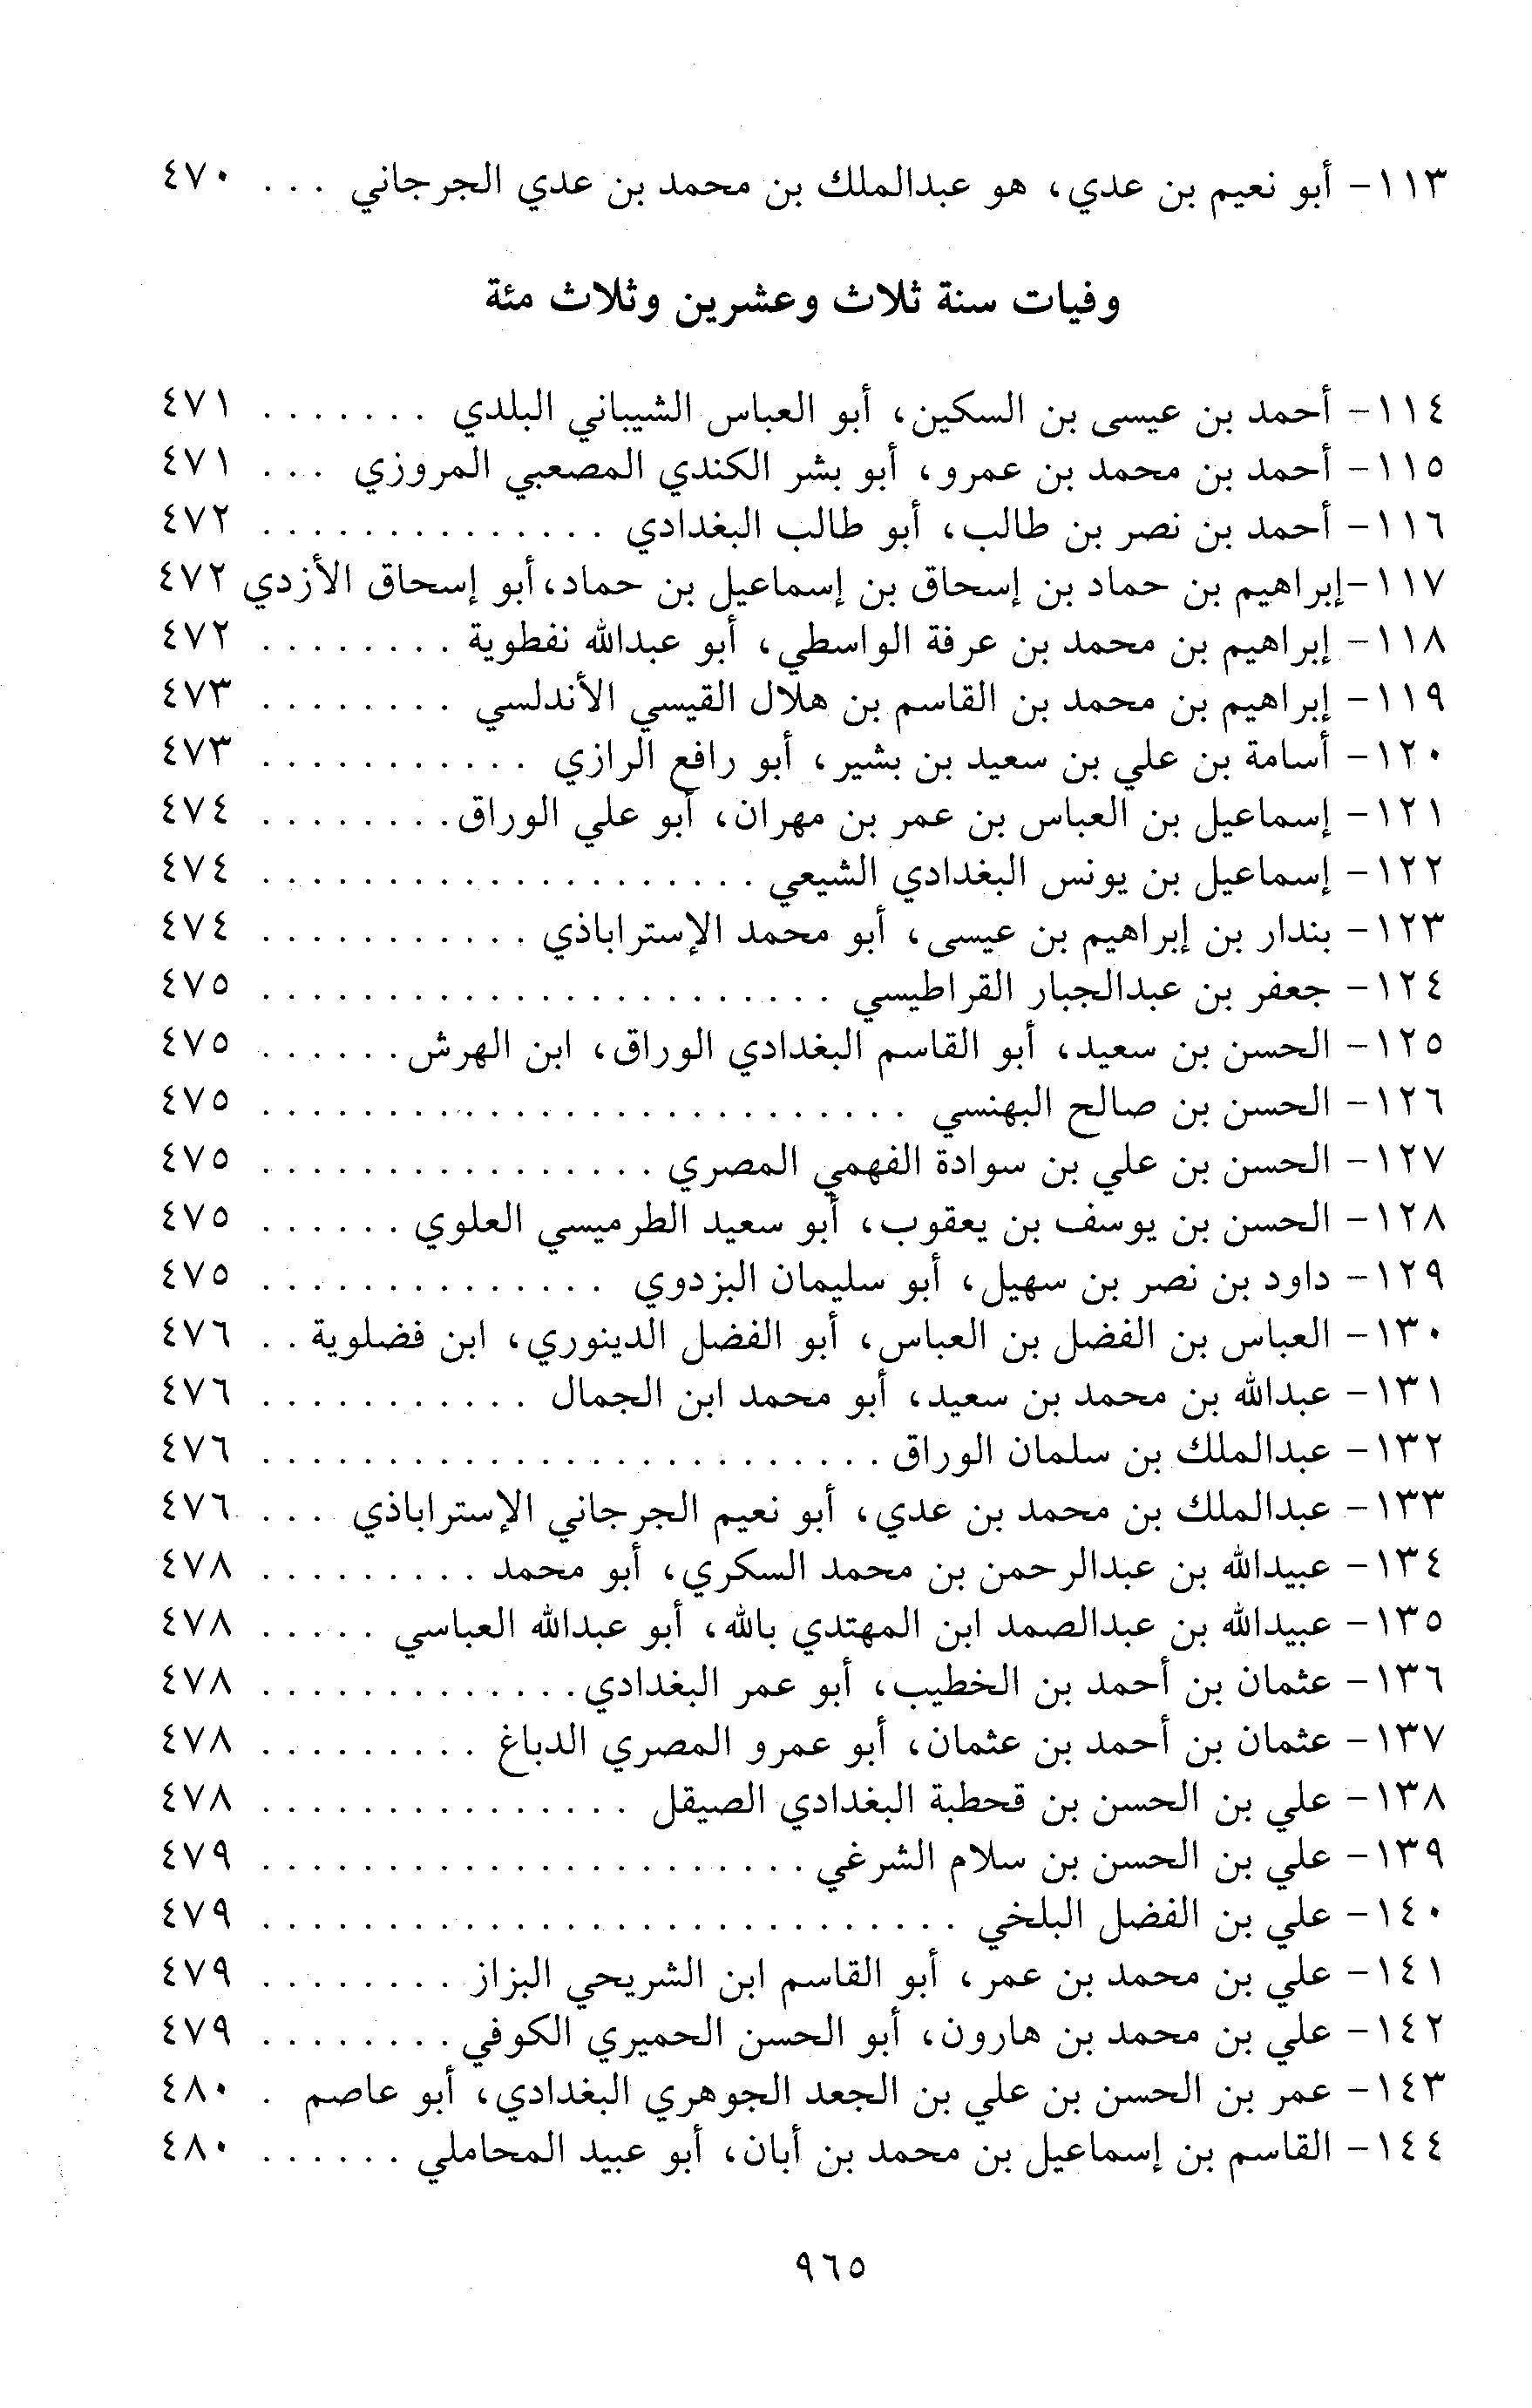 ١١٣- أبو نعيم بن عدي، هو عبدالملك بن محمد بن عدي الجرجاني . . . ٤٧٠
وفيات سنة ثلاث وعشرين وثلاث مئة
١١٤- أحمد بن عيسى بن السكين، أبو العباس الشيباني البلدي . . . . . . . ٤٧١
١١٥- أحمد بن محمد بن عمرو، أبو بشر الكندي المصعبي المروزي . . . ٤٧١
١١٦- أحمد بن نصر بن طالب، أبو طالب البغدادي . . . . . . . . . . . . . . ٤٧٢
١١٧-إبراهيم بن حماد بن إسحاق بن إسماعيل بن حماد،أبو إسحاق الأزدي ٤٧٢
١١٨- إبراهيم بن محمد بن عرفة الواسطي، أبو عبدالله نفطوية . . . . . . . . ٤٧٢
١١٩- إبراهيم بن محمد بن القاسم بن هلال القيسي الأندلسي . . . . . . . . ٤٧٣
١٢٠- أسامة بن علي بن سعيد بن بشير، أبو رافع الرازي . . . . . . . . . . . ٤٧٣
١٢١- إسماعيل بن العباس بن عمر بن مهران، أبو علي الوراق. . . . . . . . ٤٧٤
١٢٢- إسماعيل بن يونس البغدادي الشيعي . . . . . . . . . . . . . . . . . . . . ٤٧٤
١٢٣- بندار بن إبراهيم بن عيسى، أبو محمد الإستراباذي . . . . . . . . . . . ٤٧٤
١٢٤- جعفر بن عبدالجبار القراطيسي . . . . . . . . . . . . . . . . . . . . . . . ٤٧٥
١٢٥- الحسن بن سعيد، أبو القاسم البغدادي الوراق، ابن الهرش. . . . . . ٤٧٥
١٢٦- الحسن بن صالح البهنسي . . . . . . . . . . . . . . . . . . . . . . . . . . ٤٧٥
١٢٧- الحسن بن علي بن سوادة الفهمي المصري . . . . . . . . . . . . . . . . ٤٧٥
١٢٨- الحسن بن يوسف بن يعقوب، أبو سعيد الطرميسي العلوي . . . . . . ٤٧٥
١٢٩- داود بن نصر بن سهيل، أبو سليمان البزدوي . . . . . . . . . . . . . . ٤٧٥
١٣٠- العباس بن الفضل بن العباس، أبو الفضل الدينوري، ابن فضلوية . . ٤٧٦
١٣١- عبدالله بن محمد بن سعيد، أبو محمد ابن الجمال . . . . . . . . . . . ٤٧٦
١٣٢- عبدالملك بن سلمان الوراق. . . . . . . . . . . . . . . . . . . . . . . . . ٤٧٦
١٣٣- عبدالملك بن محمد بن عدي، أبو نعيم الجرجاني الإستراباذي . . . ٤٧٦
١٣٤- عبيدالله بن عبدالرحمن بن محمد السكري، أبو محمد . . . . . . . . . ٤٧٨
١٣٥- عبيدالله بن عبدالصمد ابن المهتدي بالله، أبو عبدالله العباسي . . . . . ٤٧٨
١٣٦- عثمان بن أحمد بن الخطيب، أبو عمر البغدادي. . . . . . . . . . . . . ٤٧٨
١٣٧- عثمان بن أحمد بن عثمان، أبو عمرو المصري الدباغ . . . . . . . . . ٤٧٨
١٣٨- علي بن الحسن بن قحطبة البغدادي الصيقل . . . . . . . . . . . . . . . ٤٧٨
١٣٩- علي بن الحسن بن سلام الشرغي . . . . . . . . . . . . . . . . . . . . . . ٤٧٩
١٤٠- علي بن الفضل البلخي . . . . . . . . . . . . . . . . . . . . . . . . . . . . ٤٧٩
١٤١- علي بن محمد بن عمر، أبو القاسم ابن الشريحي البزاز . . . . . . . . ٤٧٩
١٤٢- علي بن محمد بن هارون، أبو الحسن الحميري الكوفي . . . . . . . . ٤٧٩
١٤٣- عمر بن الحسن بن علي بن الجعد الجوهري البغدادي، أبو عاصم . ٤٨٠
١٤٤- القاسم بن إسماعيل بن محمد بن أبان، أبو عبيد المحاملي . . . . . . ٤٨٠
٩٦٥